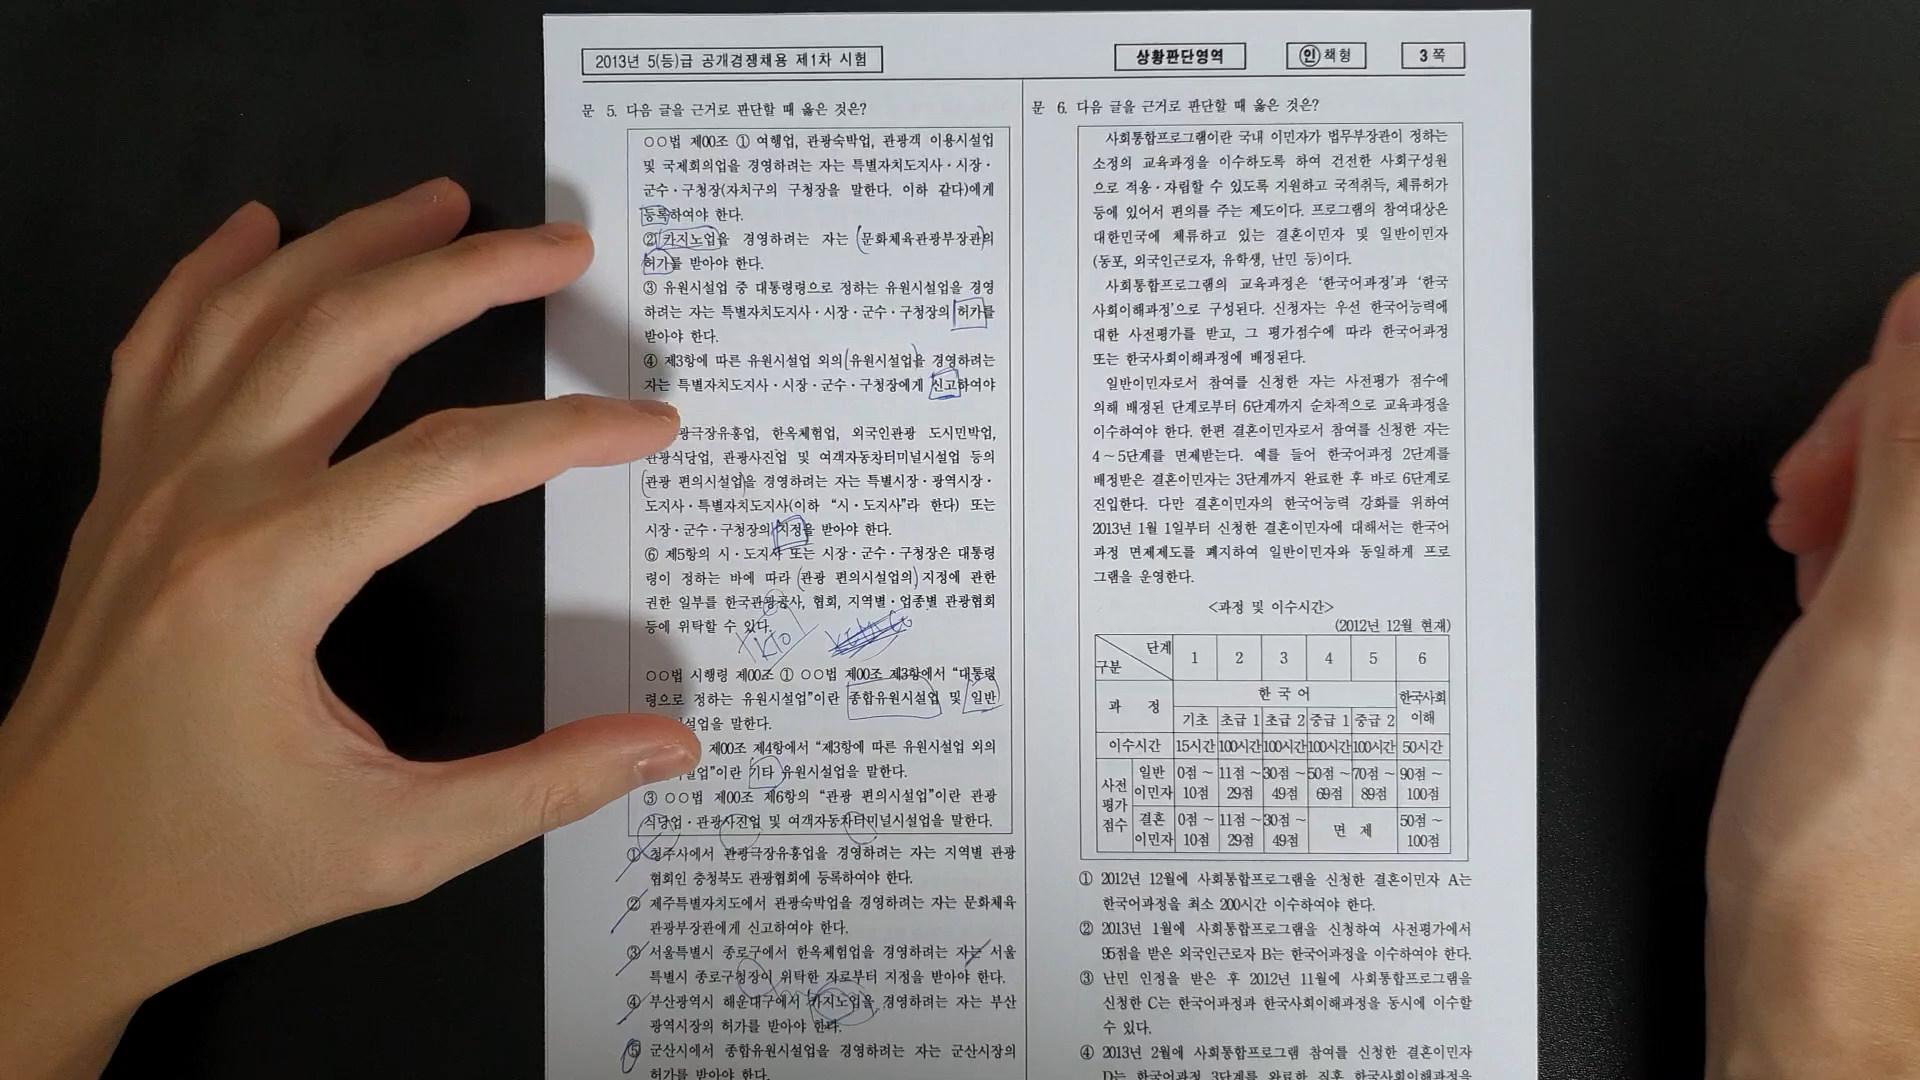 2013년 5(등)급 공개경쟁채용 제1차 시험
상황판단영역
인 책형
3 쪽
문 5. 다음 글을 근거로 판단할 때 옳은 것은?
○○법 제00조 ① 여행업, 관광숙박업, 관광객 이용시설업
및 국제회의업을 경영하려는 자는 특별자치도지사·시장·
군수·구청장(자치구의 구청장을 말한다. 이하 같다)에게
등록하여야 한다.
② 카지노업을 경영하려는 자는 문화체육관광부장관의
허가를 받아야 한다.
③ 유원시설업 중 대통령령으로 정하는 유원시설업을 경영
하려는 자는 특별자치도지사·시장·군수·구청장의 허가를
받아야 한다.
④ 제3항에 따른 유원시설업 외의 유원시설업을 경영하려는
자는 특별자치도지사·시장·군수·구청장에게 신고하여야
광극장유흥업, 한옥체험업, 외국인관광 도시민박업,
관광식당업, 관광사진업 및 여객자동차터미널시설업 등의
관광 편의시설업을 경영하려는 자는 특별시장·광역시장·
도지사·특별자치도지사(이하 “시·도지사”라 한다) 또는
시장·군수·구청장의 지정을 받아야 한다.
⑥ 제5항의 시·도지사 또는 시장·군수·구청장은 대통령
령이 정하는 바에 따라 관광 편의시설업의 지정에 관한
권한 일부를 한국관광공사, 협회, 지역별·업종별 관광협회
등에 위탁할 수 있다.
KTO
○○법 시행령 제00조 ① ○○법 제00조 제3항에서 “대통령
령으로 정하는 유원시설업”이란 종합유원시설업 및 일반
설업을 말한다.
제00조 제4항에서 “제3항에 따른 유원시설업 외의
설업”이란 기타 유원시설업을 말한다.
③ ○○법 제00조 제6항의 “관광 편의시설업”이란 관광
식당업·관광사진업 및 여객자동차터미널시설업을 말한다.
① 청주시에서 관광극장유흥업을 경영하려는 자는 지역별 관광
협회인 충청북도 관광협회에 등록하여야 한다.
② 제주특별자치도에서 관광숙박업을 경영하려는 자는 문화체육
관광부장관에게 신고하여야 한다.
③ 서울특별시 종로구에서 한옥체험업을 경영하려는 자는 서울
특별시 종로구청장이 위탁한 자로부터 지정을 받아야 한다.
④ 부산광역시 해운대구에서 카지노업을 경영하려는 자는 부산
광역시장의 허가를 받아야 한다.
⑤ 군산시에서 종합유원시설업을 경영하려는 자는 군산시장의
허가를 받아야 한다.
문 6. 다음 글을 근거로 판단할 때 옳은 것은?
사회통합프로그램이란 국내 이민자가 법무부장관이 정하는
소정의 교육과정을 이수하도록 하여 건전한 사회구성원
으로 적응·자립할 수 있도록 지원하고 국적취득, 체류허가
등에 있어서 편의를 주는 제도이다. 프로그램의 참여대상은
대한민국에 체류하고 있는 결혼이민자 및 일반이민자
(동포, 외국인근로자, 유학생, 난민 등)이다.
사회통합프로그램의 교육과정은 ‘한국어과정’과 ‘한국
사회이해과정’으로 구성된다. 신청자는 우선 한국어능력에
대한 사전평가를 받고, 그 평가점수에 따라 한국어과정
또는 한국사회이해과정에 배정된다.
일반이민자로서 참여를 신청한 자는 사전평가 점수에
의해 배정된 단계로부터 6단계까지 순차적으로 교육과정을
이수하여야 한다. 한편 결혼이민자로서 참여를 신청한 자는
4～5단계를 면제받는다. 예를 들어 한국어과정 2단계를
배정받은 결혼이민자는 3단계까지 완료한 후 바로 6단계로
진입한다. 다만 결혼이민자의 한국어능력 강화를 위하여
2013년 1월 1일부터 신청한 결혼이민자에 대해서는 한국어
과정 면제제도를 폐지하여 일반이민자와 동일하게 프로
그램을 운영한다.
<과정 및 이수시간>
(2012년 12월 현재)
단계 구분 1 2 3 4 5 6
과 정 한 국 어 한국사회 이해
기초 초급 1 초급 2 중급 1 중급 2
이수시간 15시간 100시간 100시간 100시간 100시간 50시간
사전 평가 점수 일반 이민자 0점～10점 11점～29점 30점～49점 50점～69점 70점～89점 90점～100점
결혼 이민자 0점～10점 11점～29점 30점～49점 면 제 50점～100점
① 2012년 12월에 사회통합프로그램을 신청한 결혼이민자 A는
한국어과정을 최소 200시간 이수하여야 한다.
② 2013년 1월에 사회통합프로그램을 신청하여 사전평가에서
95점을 받은 외국인근로자 B는 한국어과정을 이수하여야 한다.
③ 난민 인정을 받은 후 2012년 11월에 사회통합프로그램을
신청한 C는 한국어과정과 한국사회이해과정을 동시에 이수할
수 있다.
④ 2013년 2월에 사회통합프로그램 참여를 신청한 결혼이민자
D는 한국어과정 3단계를 완료한 직후 한국사회이해과정을